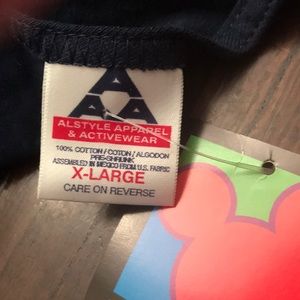 A
A A
ALSTYLE APPAREL
& ACTIVEWEAR
100% COTTON / COTON / ALGODON
PRE-SHRUNK
ASSEMBLED IN MEXICO FROM U.S. FABRIC
X-LARGE
CARE ON REVERSE